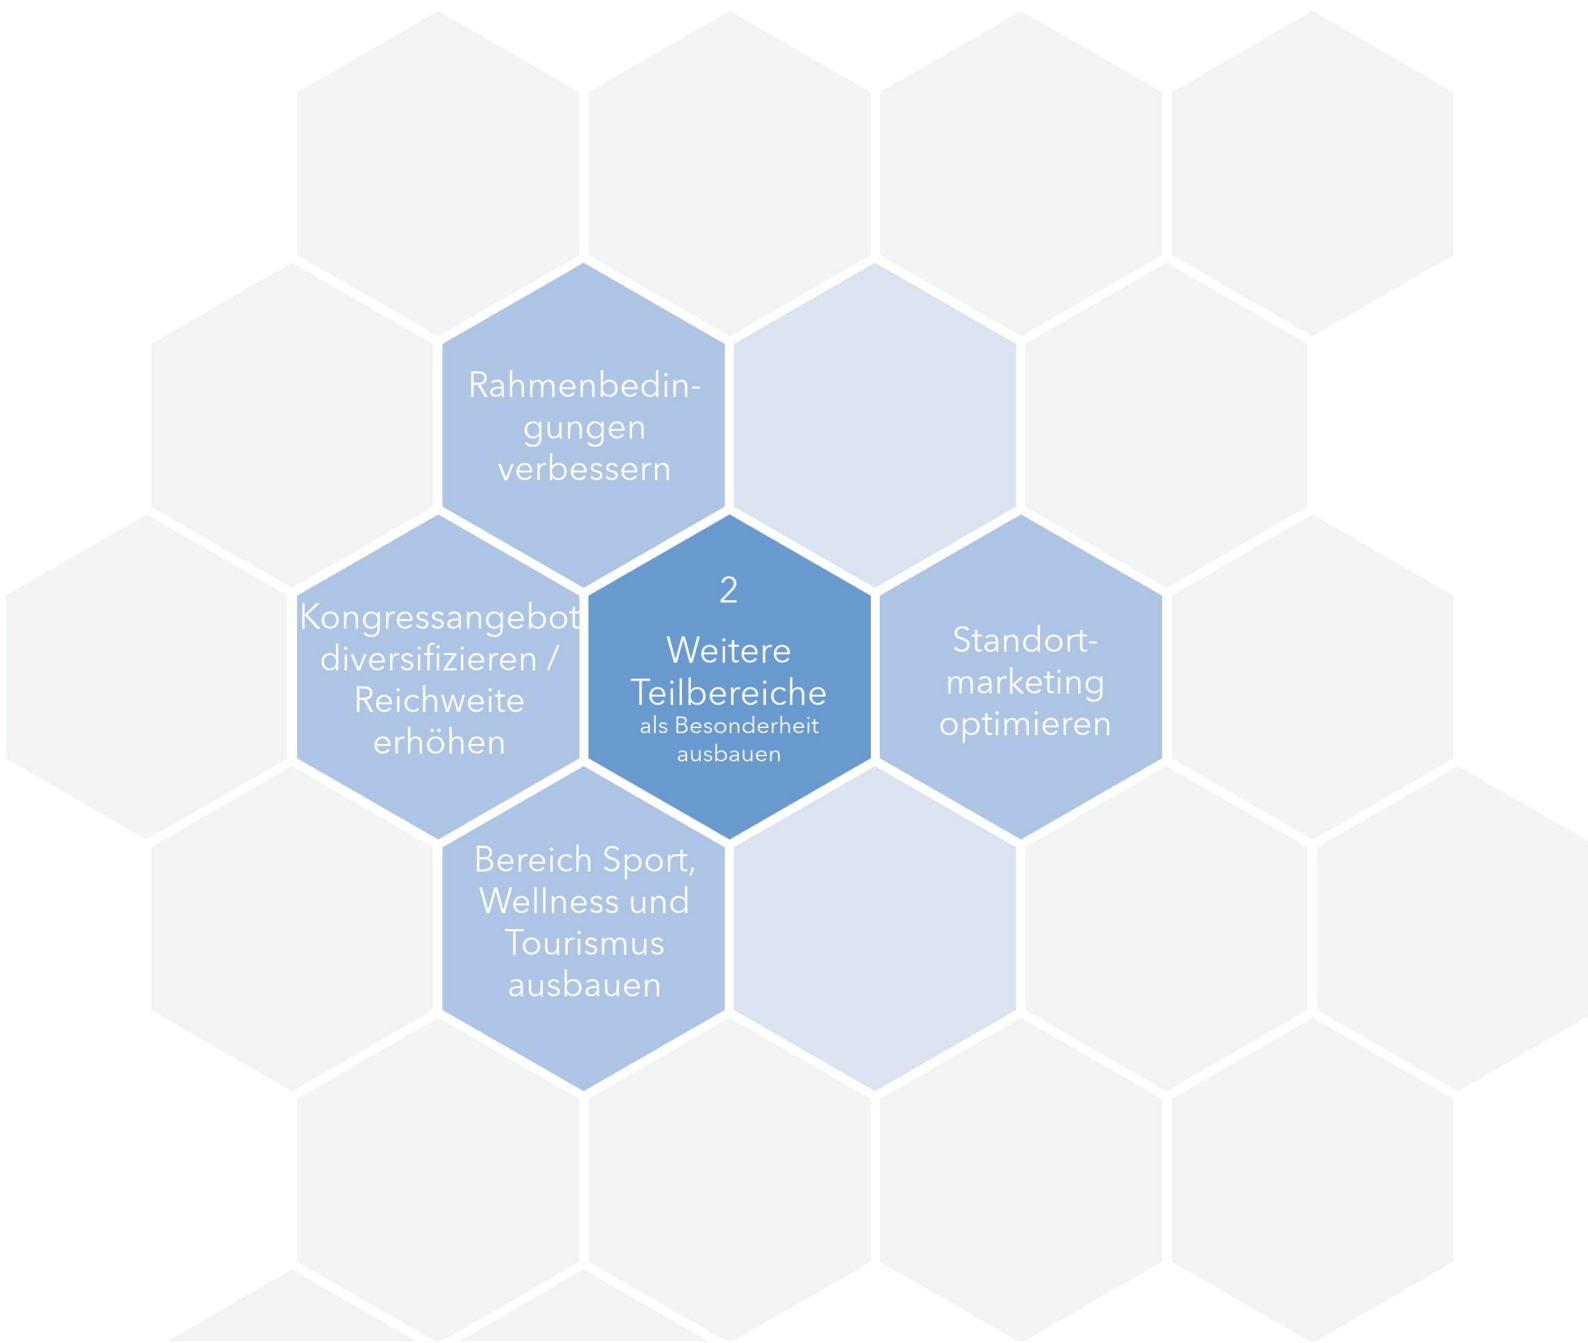 Rahmenbedin-
gungen
verbessern
Kongressangebot
diversifizieren /
Reichweite
erhöhen
2
Weitere
Teilbereiche
als Besonderheit
ausbauen
Standort-
marketing
optimieren
Bereich Sport,
Wellness und
Tourismus
ausbauen